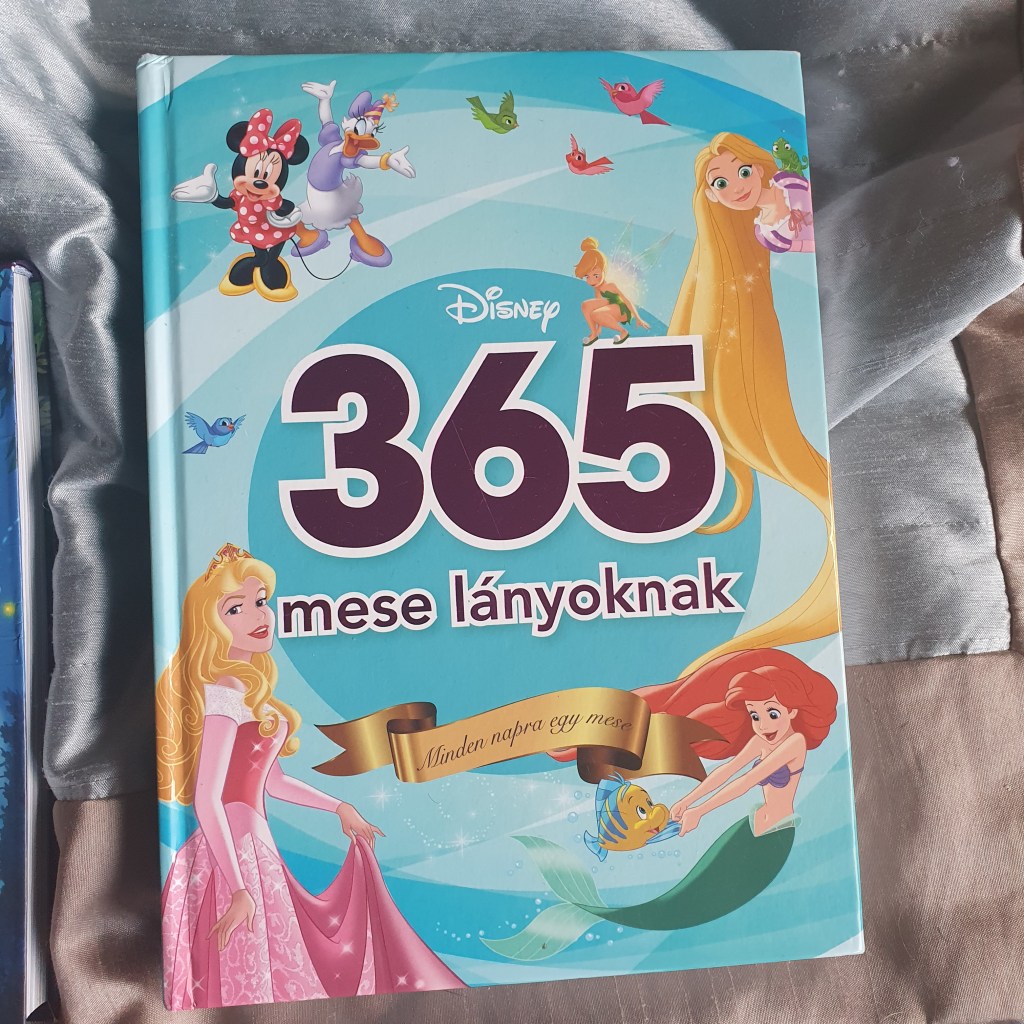 Disney
365
mese lányoknak
Minden napra egy mese